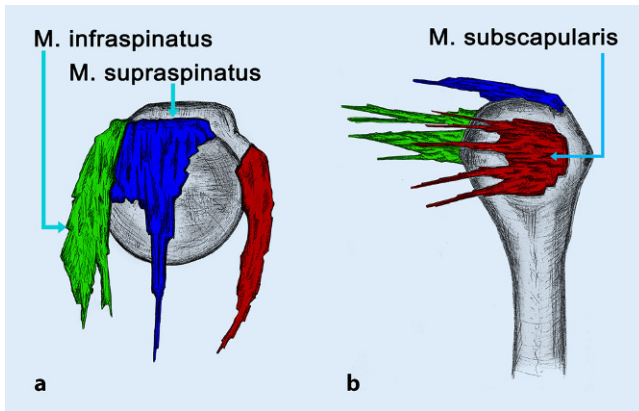 M. infraspinatus
M. supraspinatus
M. subscapularis
a
b